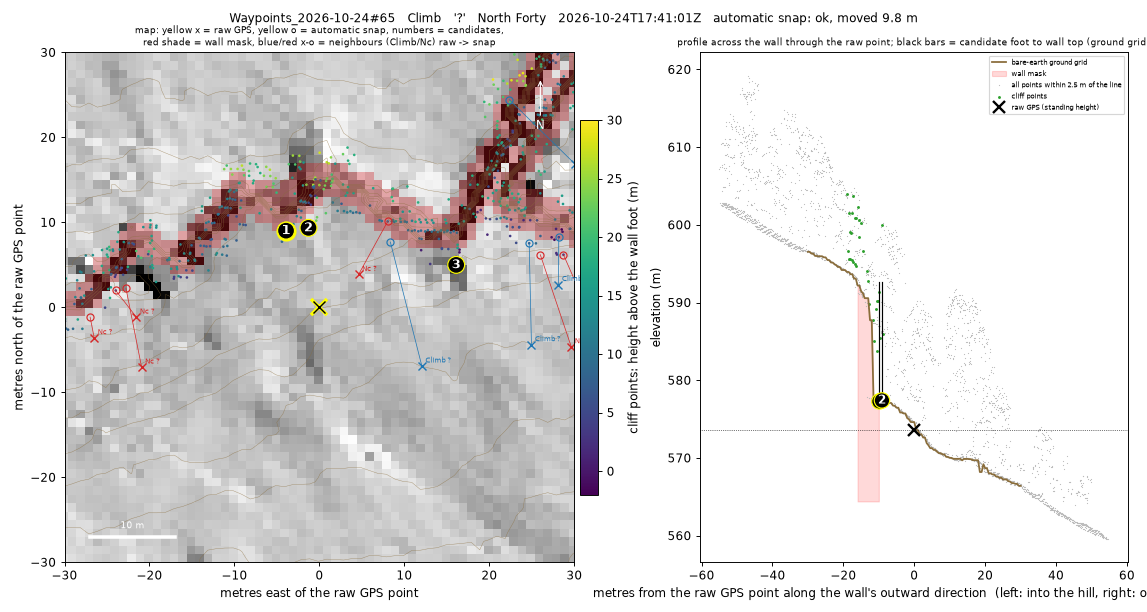 Waypoints_2026-10-24#65 Climb '?' North Forty 2026-10-24T17:41:01Z automatic snap: ok, moved 9.8 m
map: yellow x = raw GPS, yellow o = automatic snap, numbers = candidates,
red shade = wall mask, blue/red x-o = neighbours (Climb/Nc) raw -> snap
profile across the wall through the raw point; black bars = candidate foot to wall top (ground grid
30
20
10
0
−10
−20
−30
metres north of the raw GPS point
−30
−20
−10
0
10
20
30
metres east of the raw GPS point
N
1
2
3
Nc ?
Nc ?
Nc ?
Nc ?
Climb ?
Climb ?
Climb
N
10 m
30
25
20
15
10
5
0
cliff points: height above the wall foot (m)
620
610
600
590
580
570
560
elevation (m)
bare-earth ground grid
wall mask
all points within 2.5 m of the line
cliff points
raw GPS (standing height)
2
−60
−40
−20
0
20
40
60
metres from the raw GPS point along the wall's outward direction (left: into the hill, right: o